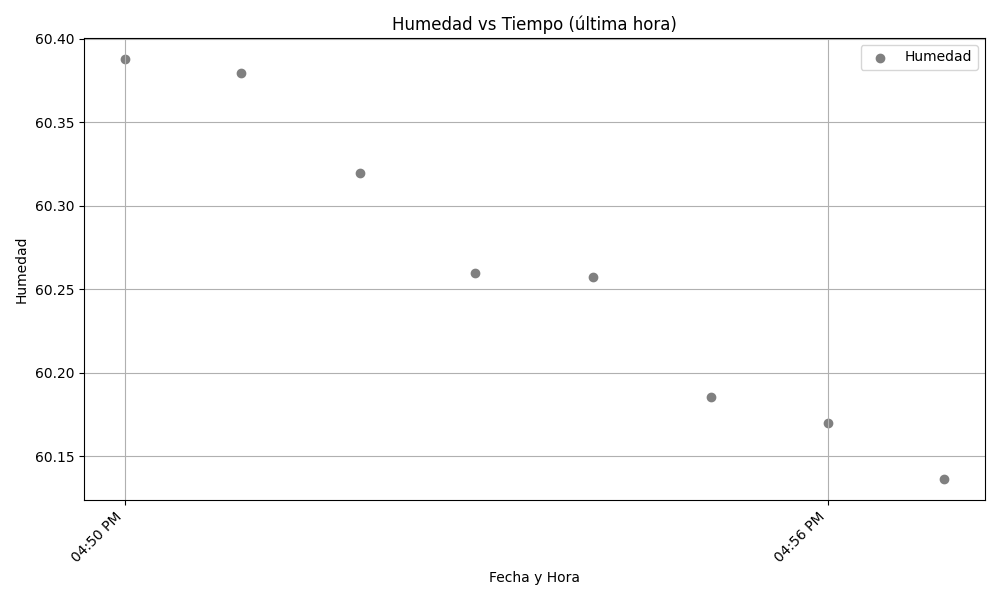 Humedad vs Tiempo (última hora)
60.40
60.35
60.30
60.25
60.20
60.15
Humedad
Humedad
04:50 PM
04:56 PM
Fecha y Hora